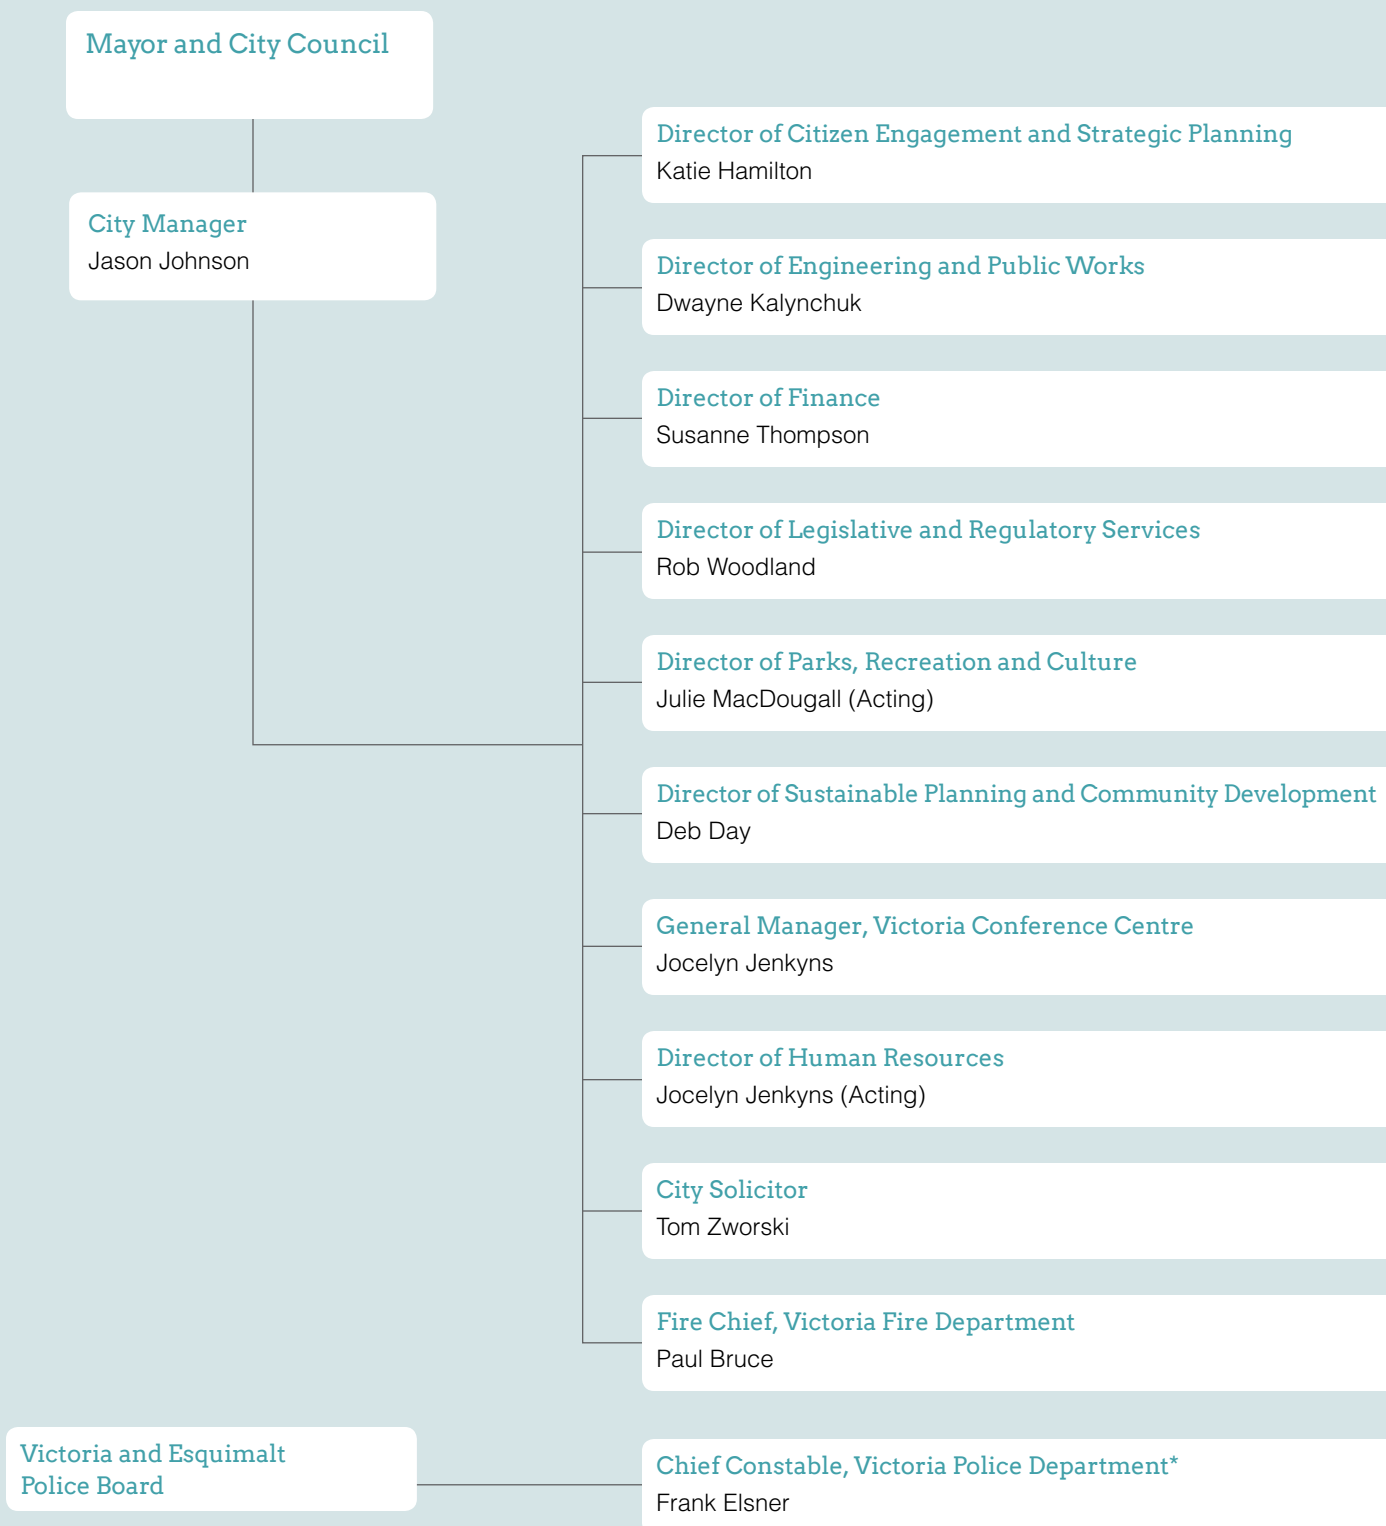 Mayor and City Council
City Manager
Jason Johnson
Director of Citizen Engagement and Strategic Planning
Katie Hamilton
Director of Engineering and Public Works
Dwayne Kalynchuk
Director of Finance
Susanne Thompson
Director of Legislative and Regulatory Services
Rob Woodland
Director of Parks, Recreation and Culture
Julie MacDougall (Acting)
Director of Sustainable Planning and Community Development
Deb Day
General Manager, Victoria Conference Centre
Jocelyn Jenkyns
Director of Human Resources
Jocelyn Jenkyns (Acting)
City Solicitor
Tom Zworski
Fire Chief, Victoria Fire Department
Paul Bruce
Victoria and Esquimalt
Police Board
Chief Constable, Victoria Police Department*
Frank Elsner